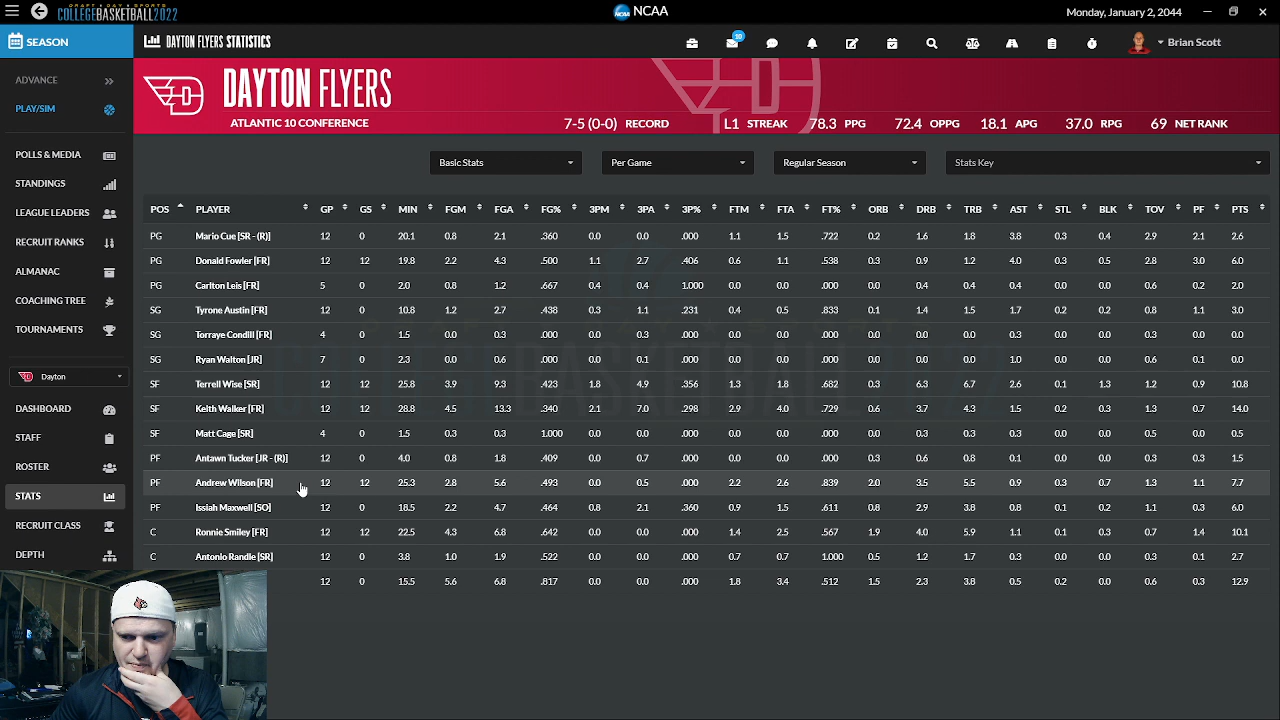 DRAFT DAY SPORTS
COLLEGE BASKETBALL 2022
NCAA
Monday, January 2, 2044
SEASON
DAYTON FLYERS STATISTICS
10
Brian Scott
ADVANCE
PLAY/SIM
POLLS & MEDIA
STANDINGS
LEAGUE LEADERS
RECRUIT RANKS
ALMANAC
COACHING TREE
TOURNAMENTS
Dayton
DASHBOARD
STAFF
ROSTER
STATS
RECRUIT CLASS
DEPTH
DAYTON FLYERS
ATLANTIC 10 CONFERENCE
7-5 (0-0) RECORD L1 STREAK 78.3 PPG 72.4 OPPG 18.1 APG 37.0 RPG 69 NET RANK
Basic Stats Per Game Regular Season Stats Key
POS PLAYER GP GS MIN FGM FGA FG% 3PM 3PA 3P% FTM FTA FT% ORB DRB TRB AST STL BLK TOV PF PTS
PG Mario Cue [SR - (R)] 12 0 20.1 0.8 2.1 .360 0.0 0.0 .000 1.1 1.5 .722 0.2 1.6 1.8 3.8 0.3 0.4 2.9 2.1 2.6
PG Donald Fowler [FR] 12 12 19.8 2.2 4.3 .500 1.1 2.7 .406 0.6 1.1 .538 0.3 0.9 1.2 4.0 0.3 0.5 2.8 3.0 6.0
PG Carlton Leis [FR] 5 0 2.0 0.8 1.2 .667 0.4 0.4 1.000 0.0 0.0 .000 0.0 0.4 0.4 0.4 0.0 0.0 0.6 0.2 2.0
SG Tyrone Austin [FR] 12 0 10.8 1.2 2.7 .438 0.3 1.1 .231 0.4 0.5 .833 0.1 1.4 1.5 1.7 0.2 0.2 0.8 1.1 3.0
SG Torraye Condill [FR] 4 0 1.5 0.0 0.3 .000 0.0 0.3 .000 0.0 0.0 .000 0.0 0.0 0.0 0.3 0.0 0.0 0.3 0.0 0.0
SG Ryan Walton [JR] 7 0 2.3 0.0 0.6 .000 0.0 0.1 .000 0.0 0.0 .000 0.0 0.0 0.0 1.0 0.0 0.0 0.6 0.1 0.0
SF Terrell Wise [SR] 12 12 25.8 3.9 9.3 .423 1.8 4.9 .356 1.3 1.8 .682 0.3 6.3 6.7 2.6 0.1 1.3 1.2 0.9 10.8
SF Keith Walker [FR] 12 12 28.8 4.5 13.3 .340 2.1 7.0 .298 2.9 4.0 .729 0.6 3.7 4.3 1.5 0.2 0.3 1.3 0.7 14.0
SF Matt Cage [SR] 4 0 1.5 0.3 0.3 1.000 0.0 0.0 .000 0.0 0.0 .000 0.0 0.3 0.3 0.3 0.0 0.0 0.5 0.0 0.5
PF Antawn Tucker [JR - (R)] 12 0 4.0 0.8 1.8 .409 0.0 0.7 .000 0.0 0.0 .000 0.3 0.6 0.8 0.1 0.0 0.0 0.3 0.3 1.5
PF Andrew Wilson [FR] 12 12 25.3 2.8 5.6 .493 0.0 0.5 .000 2.2 2.6 .839 2.0 3.5 5.5 0.9 0.3 0.7 1.3 1.1 7.7
PF Issiah Maxwell [SO] 12 0 18.5 2.2 4.7 .464 0.8 2.1 .360 0.9 1.5 .611 0.8 2.9 3.8 0.8 0.1 0.2 1.1 0.3 6.0
C Ronnie Smiley [FR] 12 12 22.5 4.3 6.8 .642 0.0 0.0 .000 1.4 2.5 .567 1.9 4.0 5.9 1.1 0.1 0.3 0.7 1.4 10.1
C Antonio Randle [SR] 12 0 3.8 1.0 1.9 .522 0.0 0.0 .000 0.7 0.7 1.000 0.5 1.2 1.7 0.3 0.0 0.0 0.3 0.1 2.7
12 0 15.5 5.6 6.8 .817 0.0 0.0 .000 1.8 3.4 .512 1.5 2.3 3.8 0.5 0.2 0.0 0.6 0.3 12.9